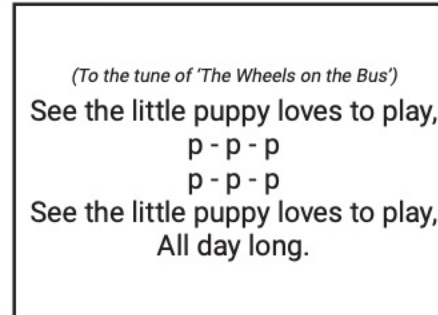 (To the tune of ‘The Wheels on the Bus’)
See the little puppy loves to play,
p - p - p
p - p - p
See the little puppy loves to play,
All day long.